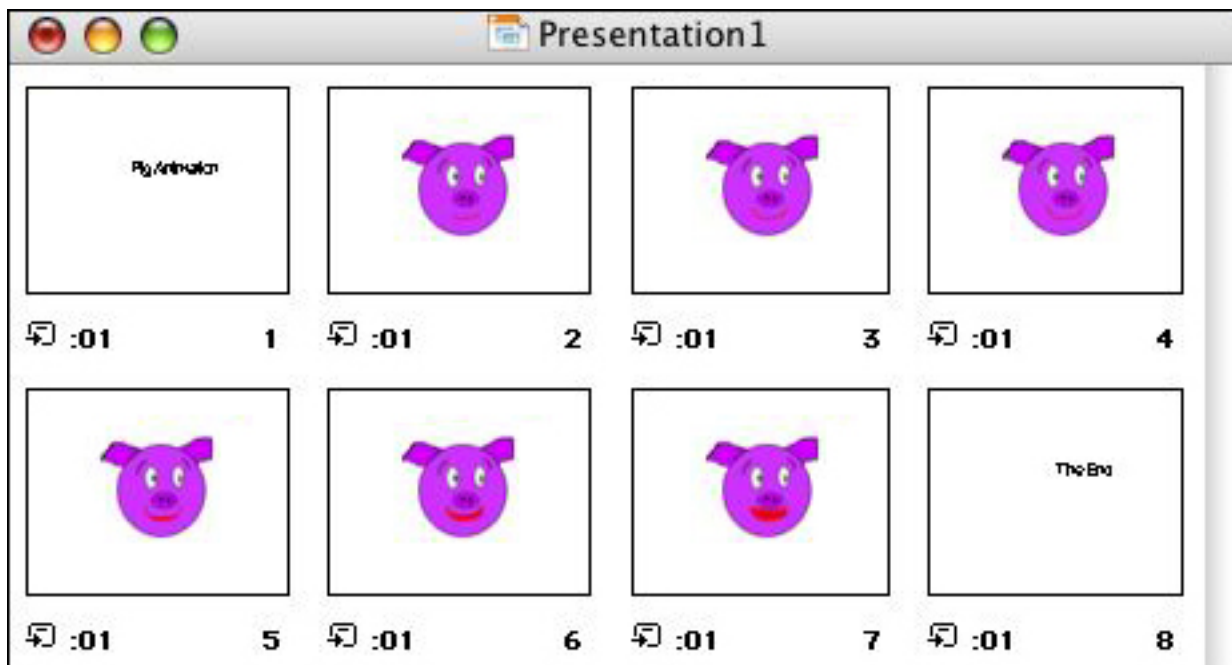 Presentation1
Pig Animation
:01 1
:01 2
:01 3
:01 4
The End
:01 5
:01 6
:01 7
:01 8